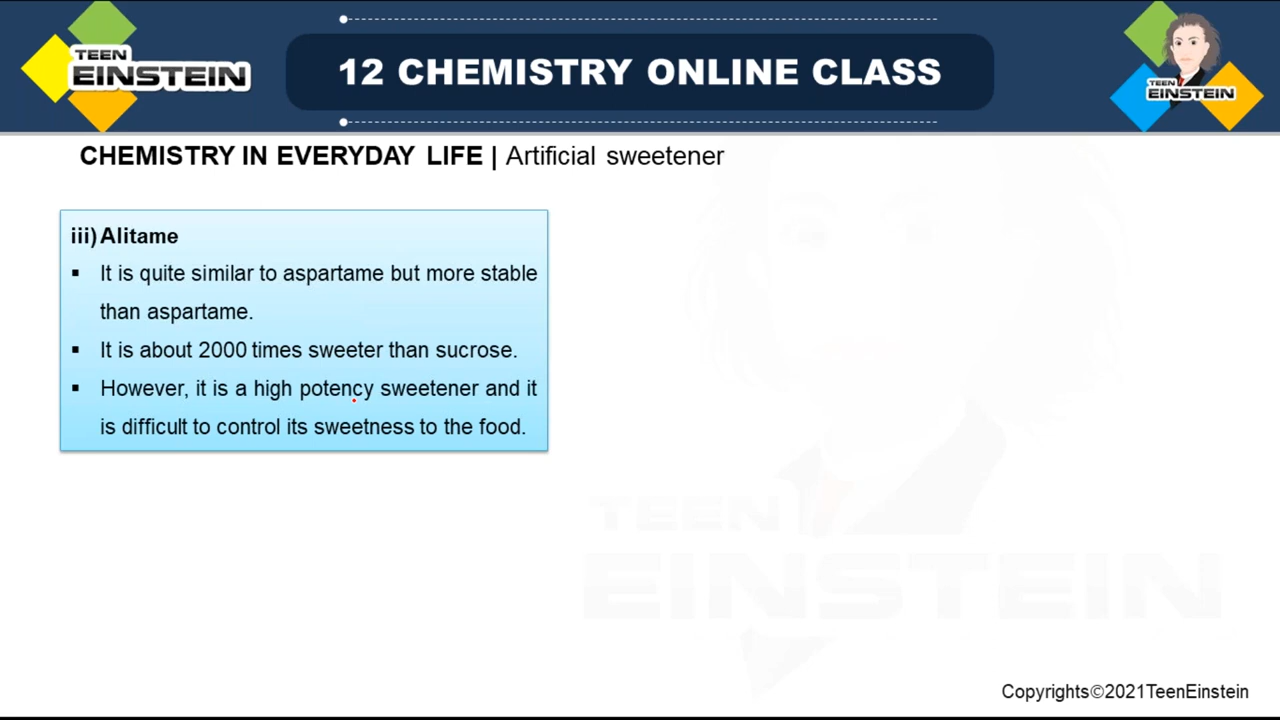 TEEN
EINSTEIN
12 CHEMISTRY ONLINE CLASS
TEEN
EINSTEIN
CHEMISTRY IN EVERYDAY LIFE | Artificial sweetener
iii) Alitame
▪ It is quite similar to aspartame but more stable
than aspartame.
▪ It is about 2000 times sweeter than sucrose.
▪ However, it is a high potency sweetener and it
is difficult to control its sweetness to the food.
TEEN
EINSTEIN
Copyrights©2021TeenEinstein